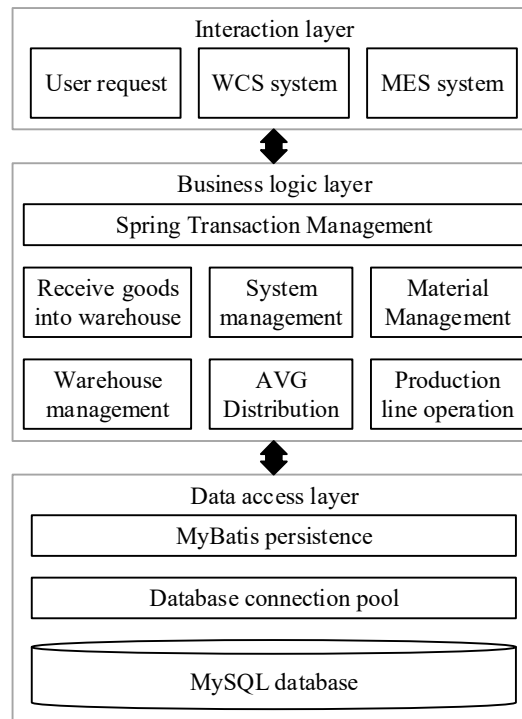 Interaction layer
User request
WCS system
MES system
Business logic layer
Spring Transaction Management
Receive goods
into warehouse
System
management
Material
Management
Warehouse
management
AVG
Distribution
Production
line operation
Data access layer
MyBatis persistence
Database connection pool
MySQL database